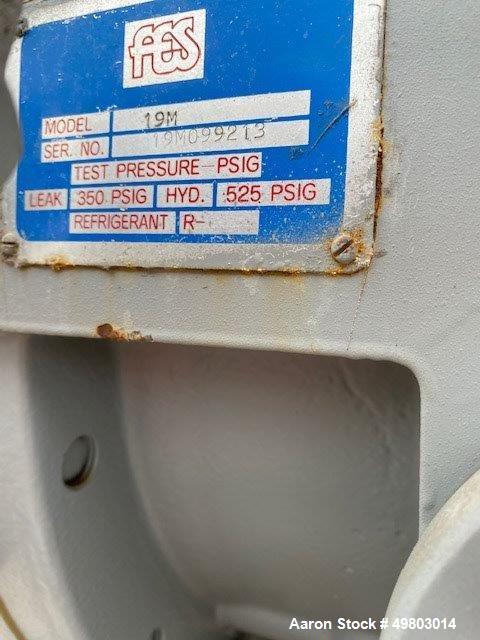 FES
MODEL 19M
SER. NO. 19M099213
TEST PRESSURE-PSIG
LEAK 350 PSIG HYD. 525 PSIG
REFRIGERANT R-
Aaron Stock # 49803014